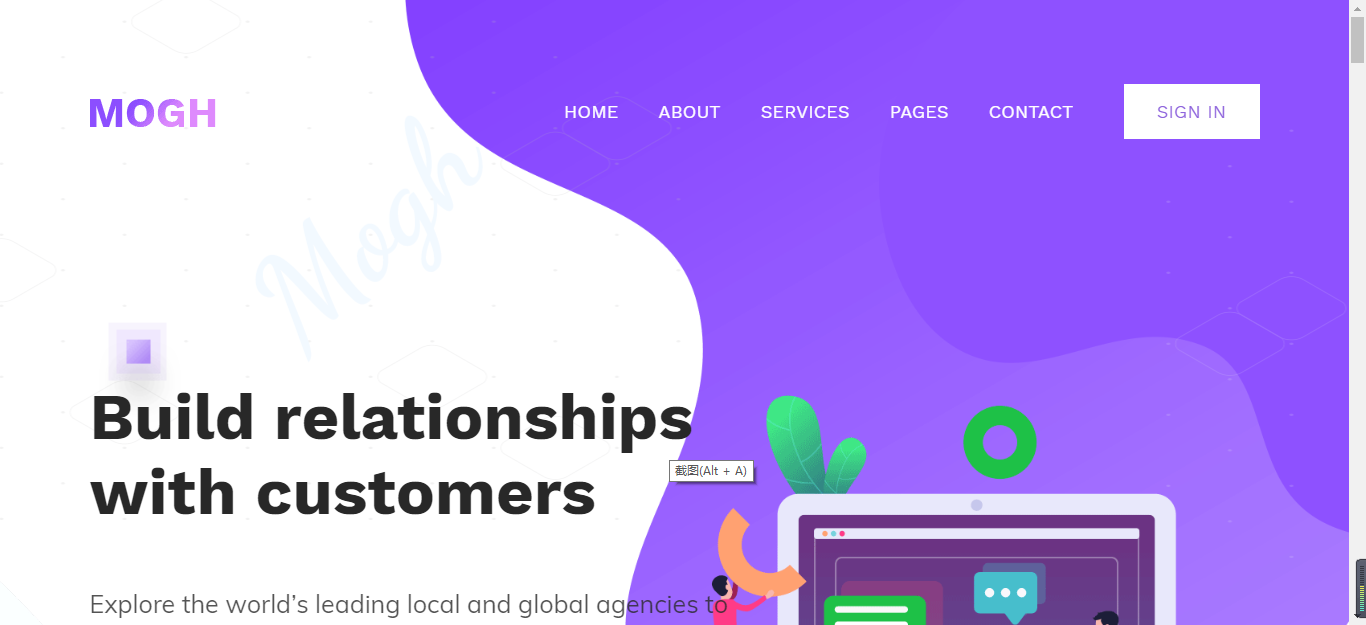 MOGH
HOME ABOUT SERVICES PAGES CONTACT SIGN IN
Mogh
Build relationships
with customers
截图(Alt + A)
Explore the world’s leading local and global agencies to